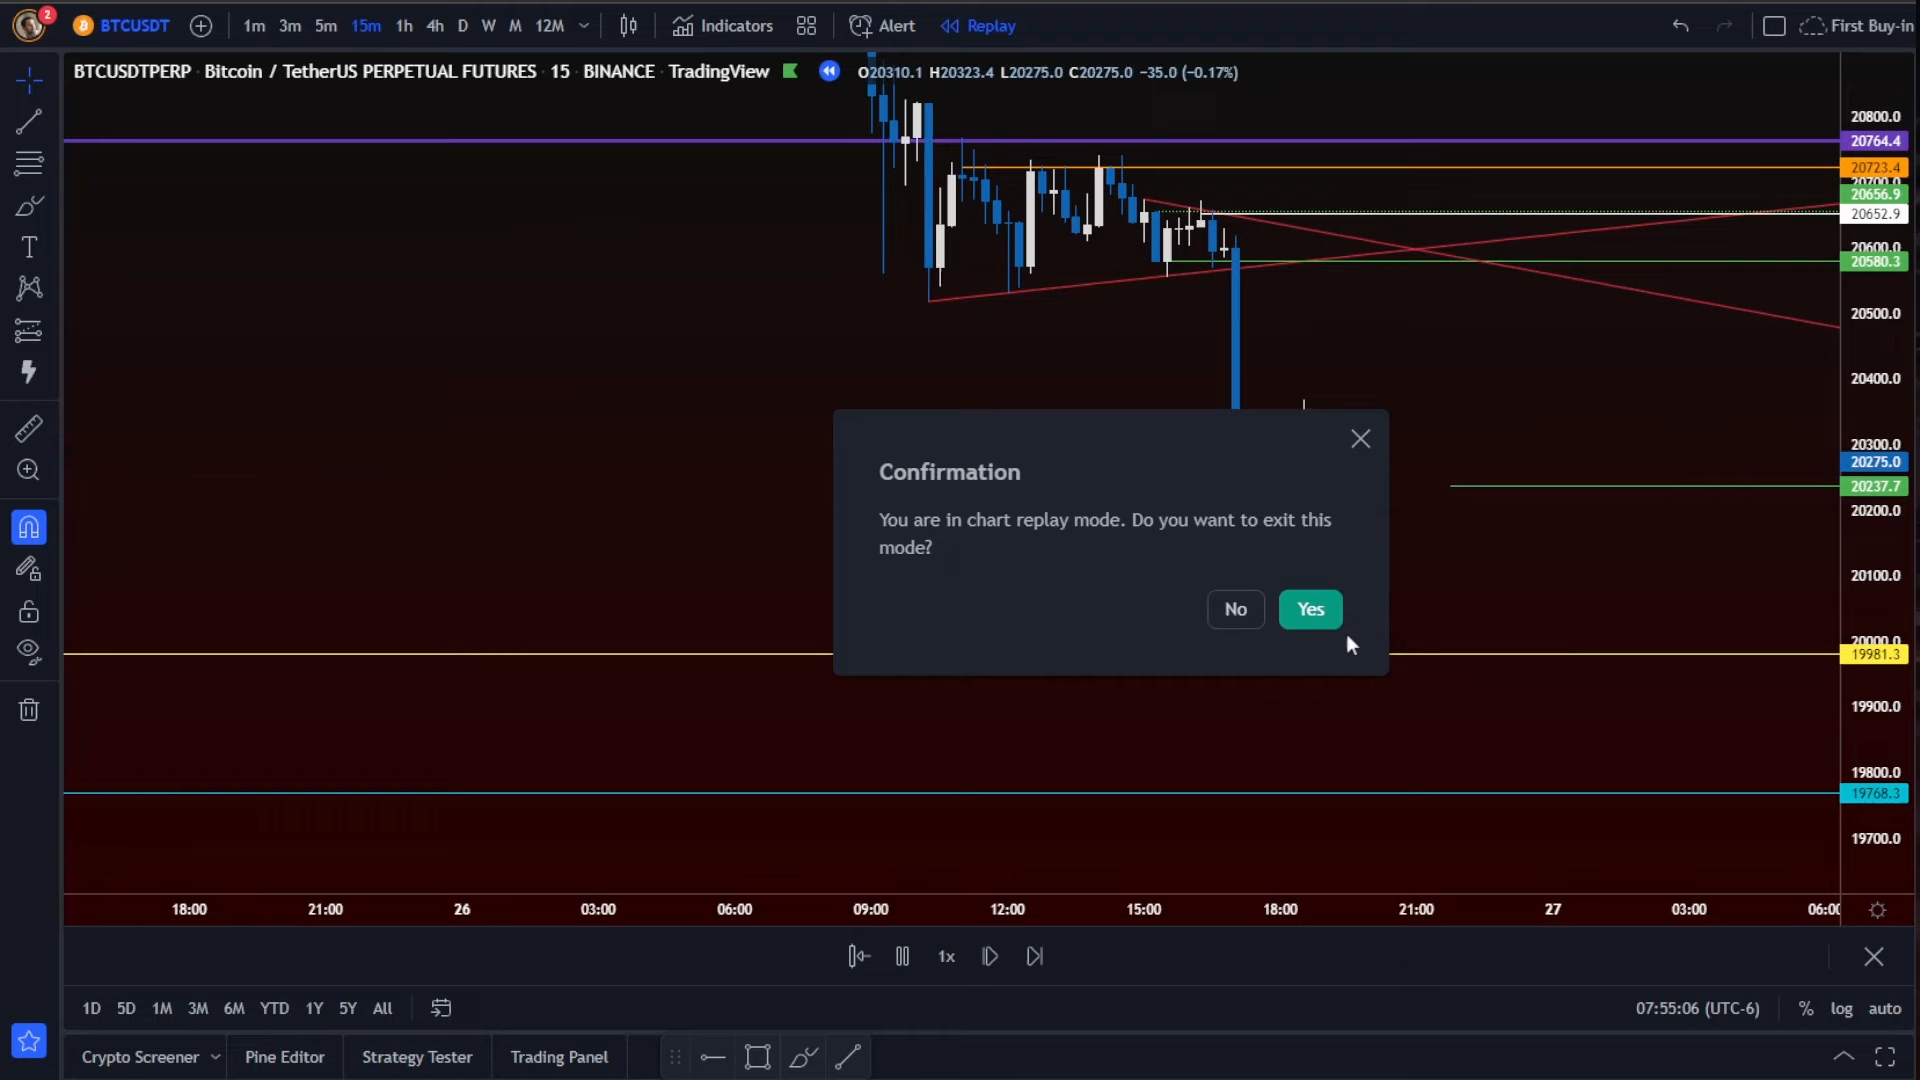 2
BTCUSDT
1m 3m 5m 15m 1h 4h D W M 12M
Indicators
Alert
Replay
First Buy-in
BTCUSDTPERP · Bitcoin / TetherUS PERPETUAL FUTURES · 15 · BINANCE · TradingView
O20310.1 H20323.4 L20275.0 C20275.0 −35.0 (−0.17%)
20800.0
20764.4
20723.4
20700.0
20656.9
20652.9
20600.0
20580.3
20500.0
20400.0
20300.0
20275.0
20237.7
20200.0
20100.0
20000.0
19981.3
19900.0
19800.0
19768.3
19700.0
Confirmation
You are in chart replay mode. Do you want to exit this
mode?
No
Yes
18:00 21:00 26 03:00 06:00 09:00 12:00 15:00 18:00 21:00 27 03:00 06:00
1x
1D 5D 1M 3M 6M YTD 1Y 5Y All
07:55:06 (UTC-6)
% log auto
Crypto Screener
Pine Editor
Strategy Tester
Trading Panel